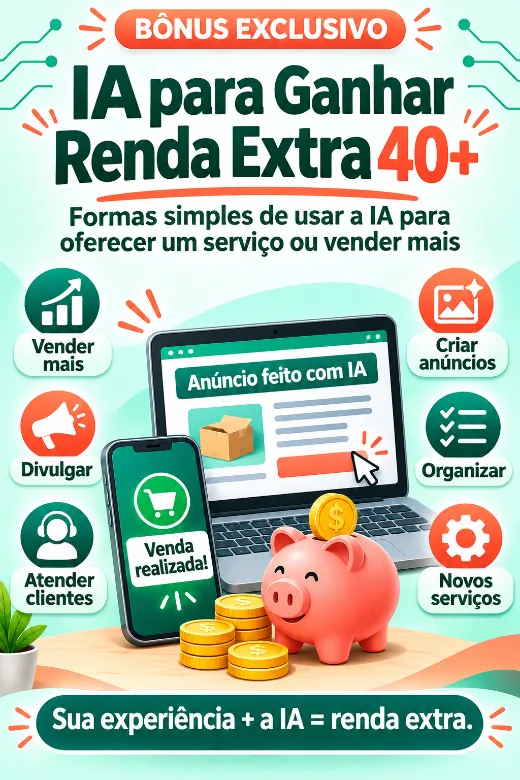 BÔNUS EXCLUSIVO
IA para Ganhar
Renda Extra 40+
Formas simples de usar a IA para
oferecer um serviço ou vender mais
Vender
mais
Divulgar
Atender
clientes
Anúncio feito com IA
Venda
realizada!
Criar
anúncios
Organizar
Novos
serviços
Sua experiência + a IA = renda extra.